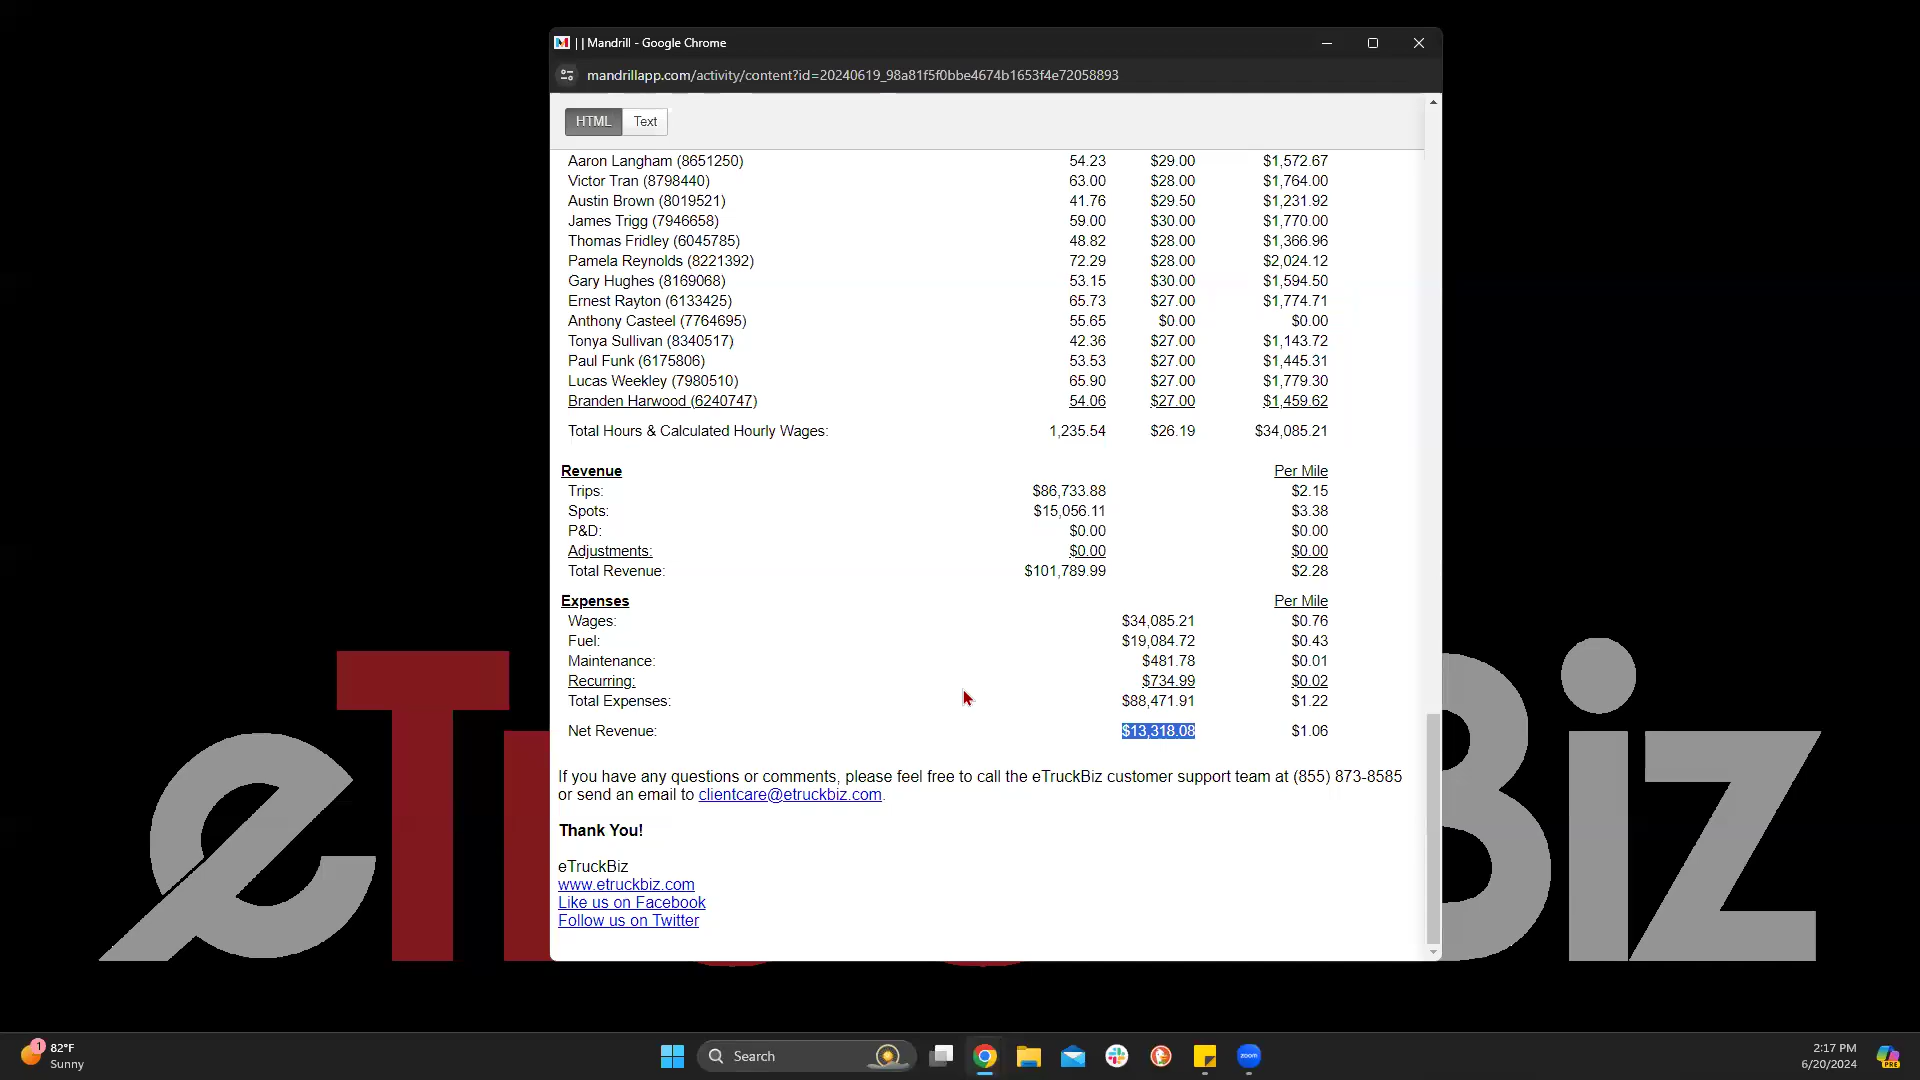 | | Mandrill - Google Chrome
mandrillapp.com/activity/content?id=20240619_98a81f5f0bbe4674b1653f4e72058893
HTML Text
Aaron Langham (8651250) 54.23 $29.00 $1,572.67
Victor Tran (8798440) 63.00 $28.00 $1,764.00
Austin Brown (8019521) 41.76 $29.50 $1,231.92
James Trigg (7946658) 59.00 $30.00 $1,770.00
Thomas Fridley (6045785) 48.82 $28.00 $1,366.96
Pamela Reynolds (8221392) 72.29 $28.00 $2,024.12
Gary Hughes (8169068) 53.15 $30.00 $1,594.50
Ernest Rayton (6133425) 65.73 $27.00 $1,774.71
Anthony Casteel (7764695) 55.65 $0.00 $0.00
Tonya Sullivan (8340517) 42.36 $27.00 $1,143.72
Paul Funk (6175806) 53.53 $27.00 $1,445.31
Lucas Weekley (7980510) 65.90 $27.00 $1,779.30
Branden Harwood (6240747) 54.06 $27.00 $1,459.62
Total Hours & Calculated Hourly Wages: 1,235.54 $26.19 $34,085.21
Revenue Per Mile
Trips: $86,733.88 $2.15
Spots: $15,056.11 $3.38
P&D: $0.00 $0.00
Adjustments: $0.00 $0.00
Total Revenue: $101,789.99 $2.28
Expenses Per Mile
Wages: $34,085.21 $0.76
Fuel: $19,084.72 $0.43
Maintenance: $481.78 $0.01
Recurring: $734.99 $0.02
Total Expenses: $88,471.91 $1.22
Net Revenue: $13,318.08 $1.06
If you have any questions or comments, please feel free to call the eTruckBiz customer support team at (855) 873-8585
or send an email to clientcare@etruckbiz.com.
Thank You!
eTruckBiz
www.etruckbiz.com
Like us on Facebook
Follow us on Twitter
eT Biz
1 82°F
Sunny
Search
zoom
2:17 PM
6/20/2024
PRE